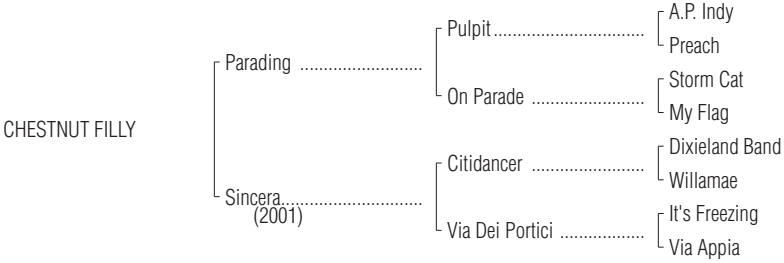 A.P. Indy
Pulpit..............................
Preach
Parading ..........................
Storm Cat
On Parade ........................
My Flag
CHESTNUT FILLY
Dixieland Band
Citidancer ........................
Willamae
Sincera..............................
(2001)
It's Freezing
Via Dei Portici ..................
Via Appia